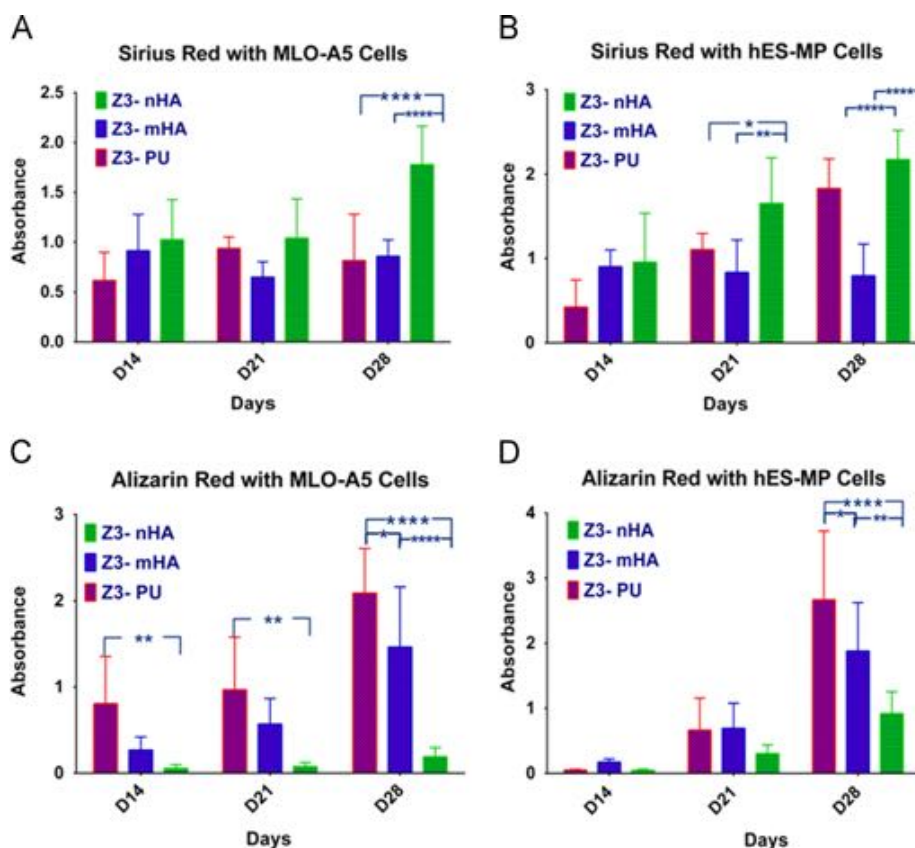 A
Sirius Red with MLO-A5 Cells
Absorbance
2.5
2.0
1.5
1.0
0.5
0.0
Z3- nHA
Z3- mHA
Z3- PU
****
****
D14
D21
D28
Days
B
Sirius Red with hES-MP Cells
Absorbance
3
2
1
0
Z3- nHA
Z3- mHA
Z3- PU
*
**
****
****
D14
D21
D28
Days
C
Alizarin Red with MLO-A5 Cells
Absorbance
3
2
1
0
Z3- nHA
Z3- mHA
Z3- PU
**
**
****
*
****
D14
D21
D28
Days
D
Alizarin Red with hES-MP Cells
Absorbance
4
3
2
1
0
Z3- nHA
Z3- mHA
Z3- PU
****
*
**
D14
D21
D28
Days